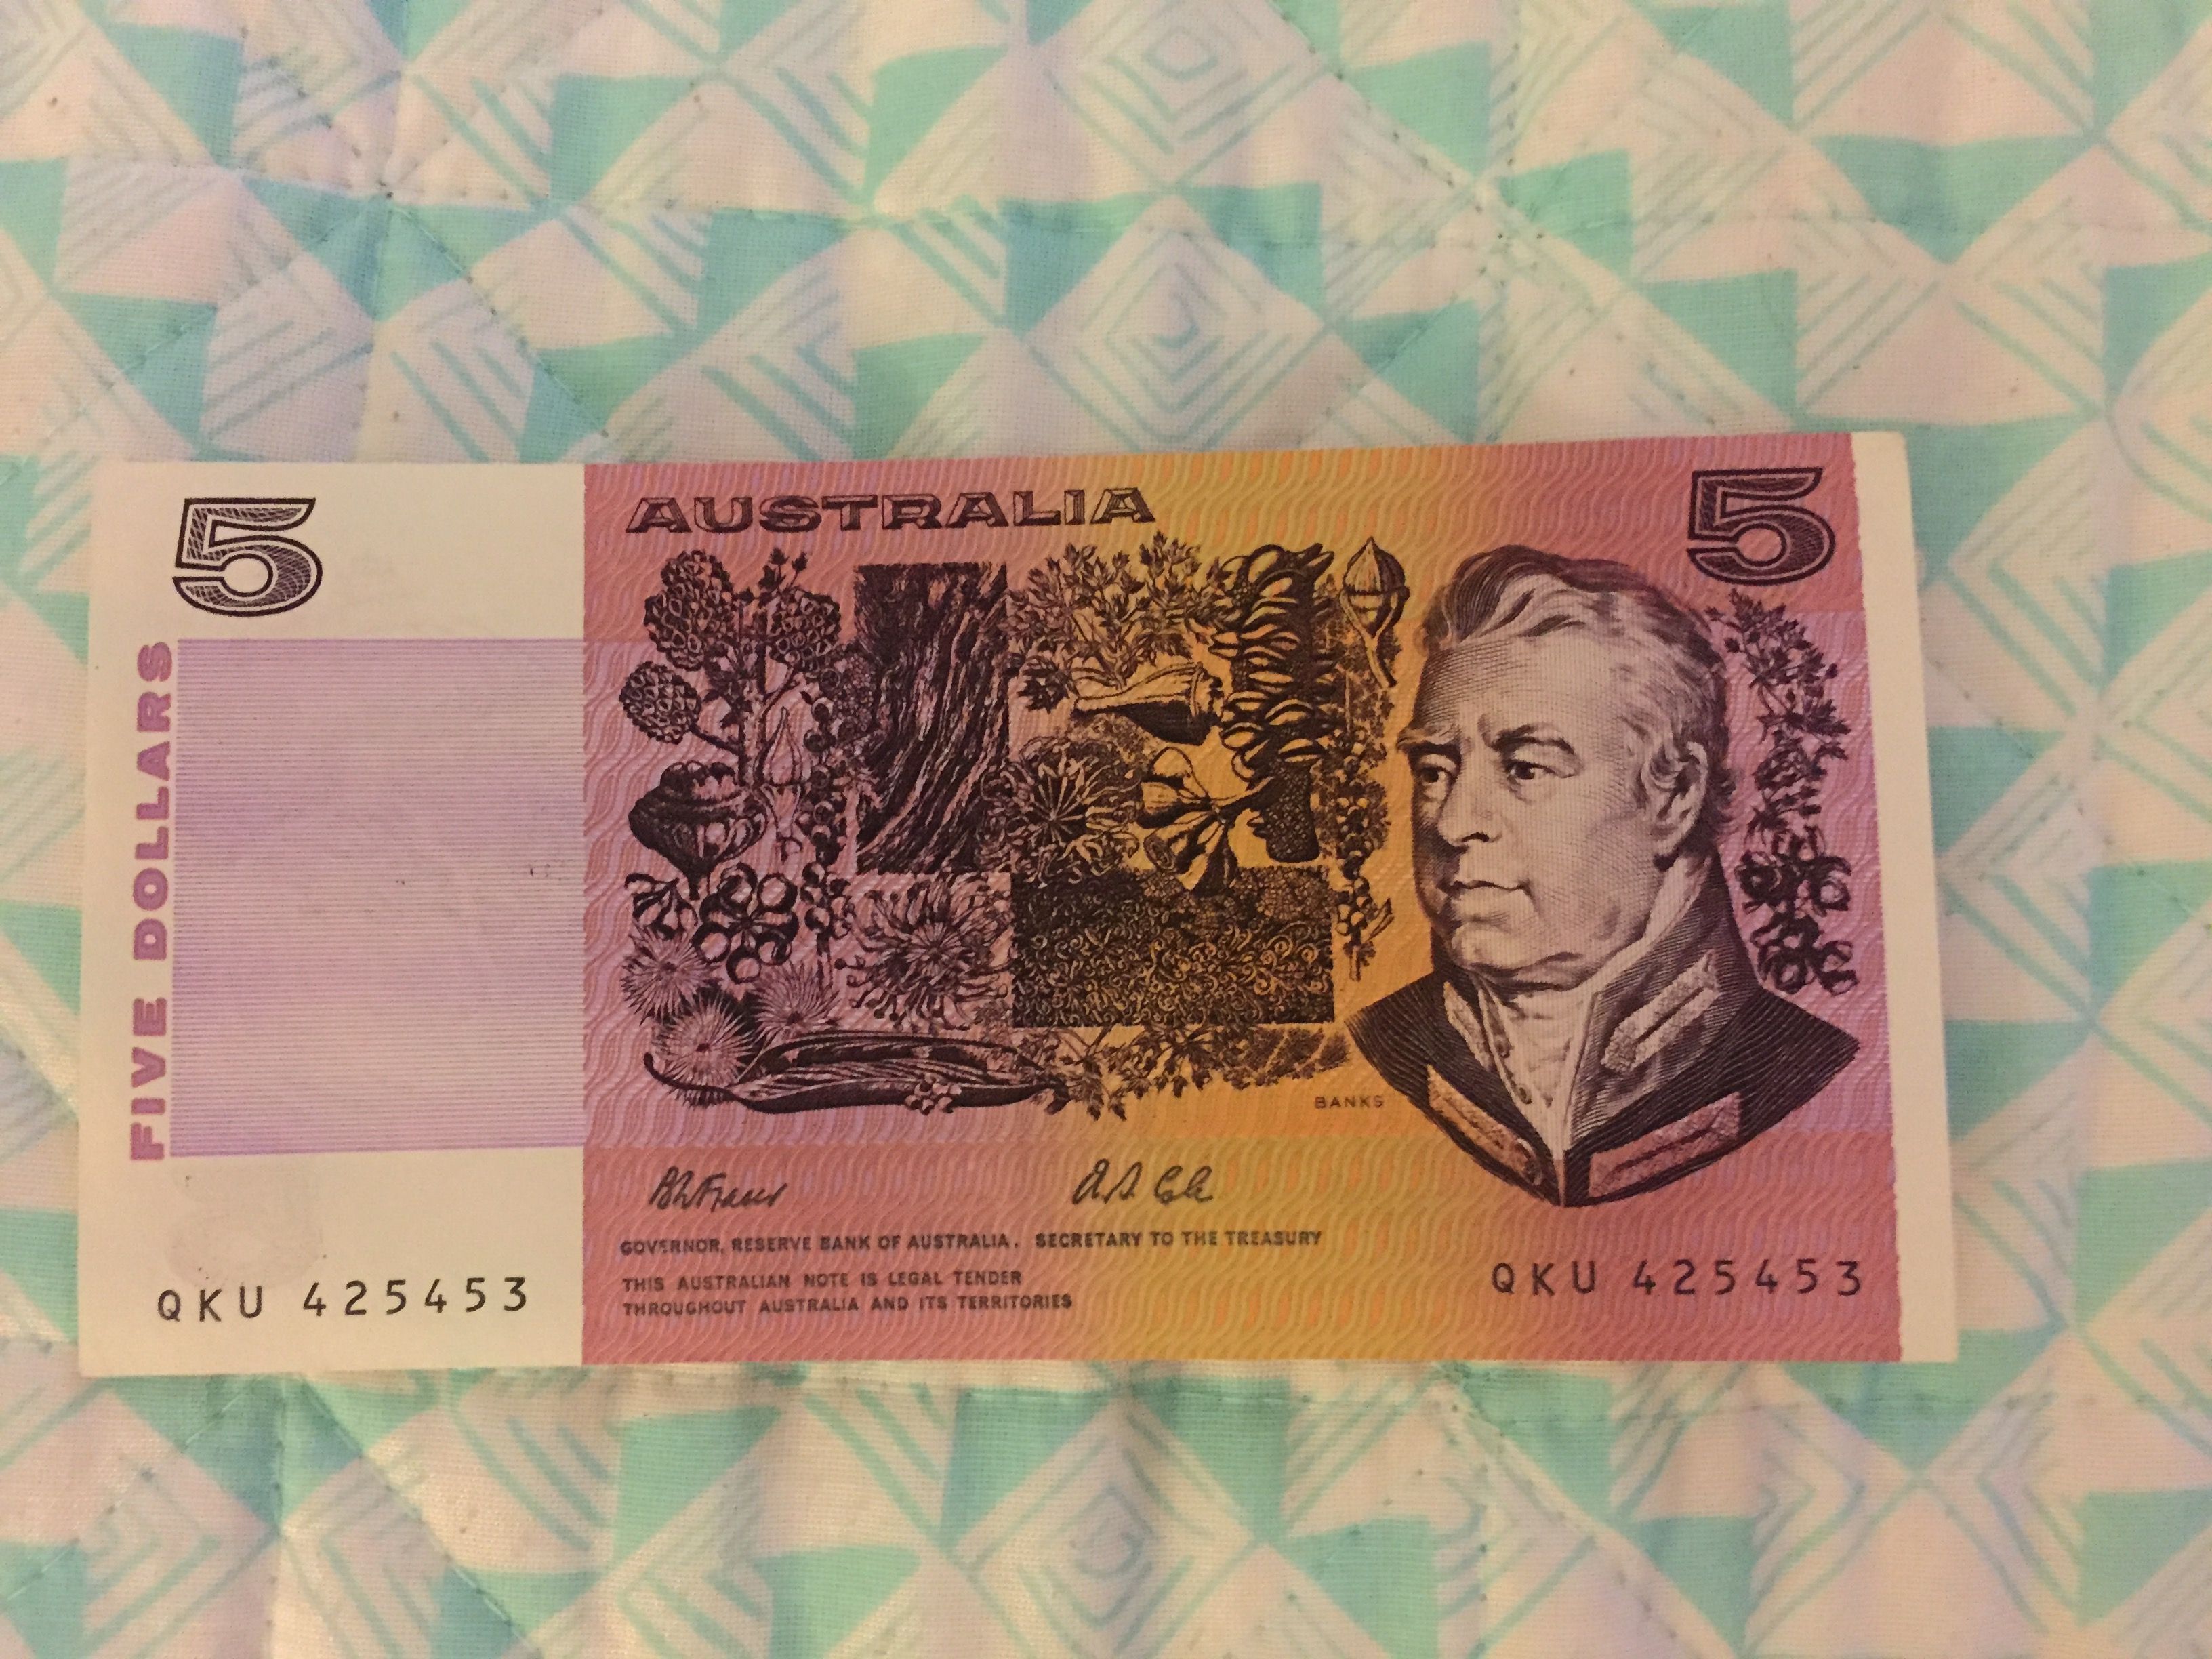 5
AUSTRALIA
5
FIVE DOLLARS
BANKS
GOVERNOR, RESERVE BANK OF AUSTRALIA. SECRETARY TO THE TREASURY
THIS AUSTRALIAN NOTE IS LEGAL TENDER
THROUGHOUT AUSTRALIA AND ITS TERRITORIES
QKU 425453
QKU 425453